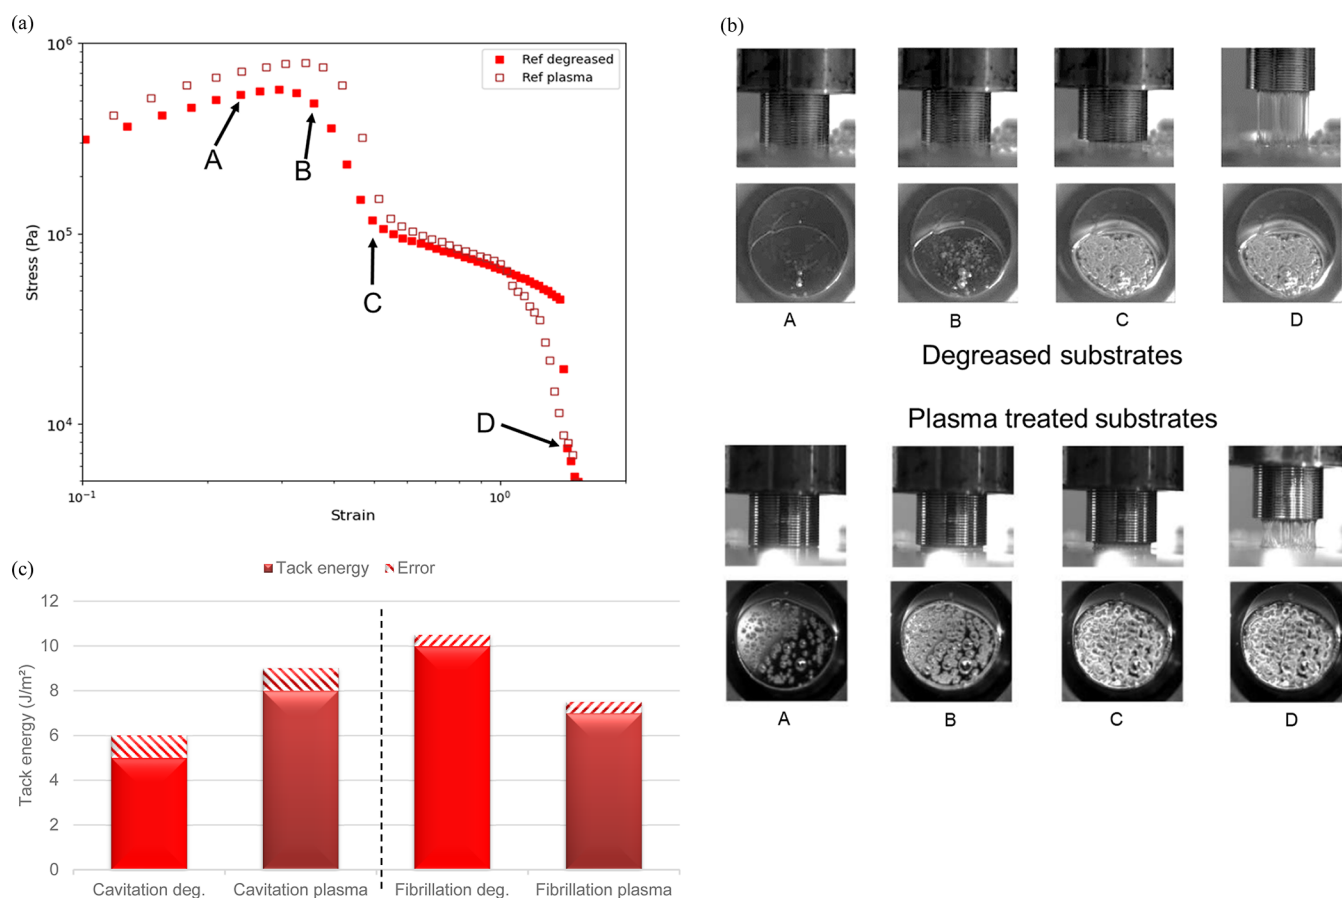 (a)
10⁶
10⁵
10⁴
Stress (Pa)
Ref degreased
Ref plasma
A
B
C
D
10⁻¹
10⁰
Strain
(b)
A
B
C
D
Degreased substrates
Plasma treated substrates
A
B
C
D
(c)
Tack energy
Error
12
10
8
6
4
2
0
Tack energy (J/m²)
Cavitation deg.
Cavitation plasma
Fibrillation deg.
Fibrillation plasma